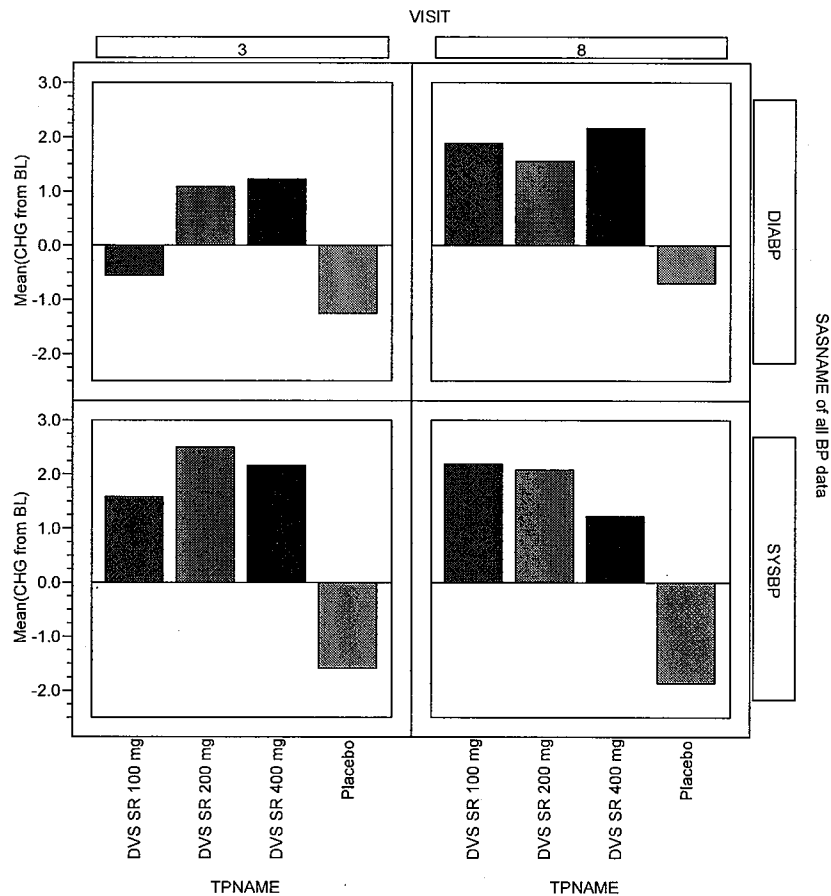 VISIT
3
8
Mean(CHG from BL)
3.0
2.0
1.0
0.0
-1.0
-2.0
DIABP
Mean(CHG from BL)
3.0
2.0
1.0
0.0
-1.0
-2.0
SYSBP
SASNAME of all BP data
DVS SR 100 mg
DVS SR 200 mg
DVS SR 400 mg
Placebo
DVS SR 100 mg
DVS SR 200 mg
DVS SR 400 mg
Placebo
TPNAME
TPNAME